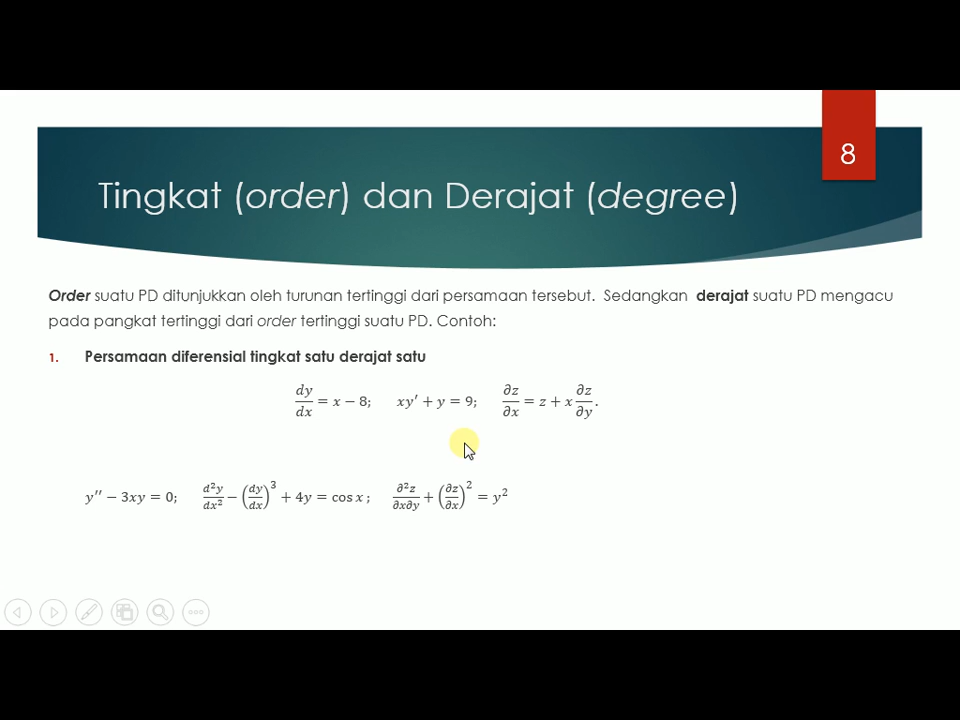 8
Tingkat (order) dan Derajat (degree)
Order suatu PD ditunjukkan oleh turunan tertinggi dari persamaan tersebut. Sedangkan derajat suatu PD mengacu
pada pangkat tertinggi dari order tertinggi suatu PD. Contoh:
1. Persamaan diferensial tingkat satu derajat satu
dy/dx = x − 8; xy′ + y = 9; ∂z/∂x = z + x ∂z/∂y.
y′′ − 3xy = 0; d²y/dx² − (dy/dx)³ + 4y = cos x ; ∂²z/∂x∂y + (∂z/∂x)² = y²